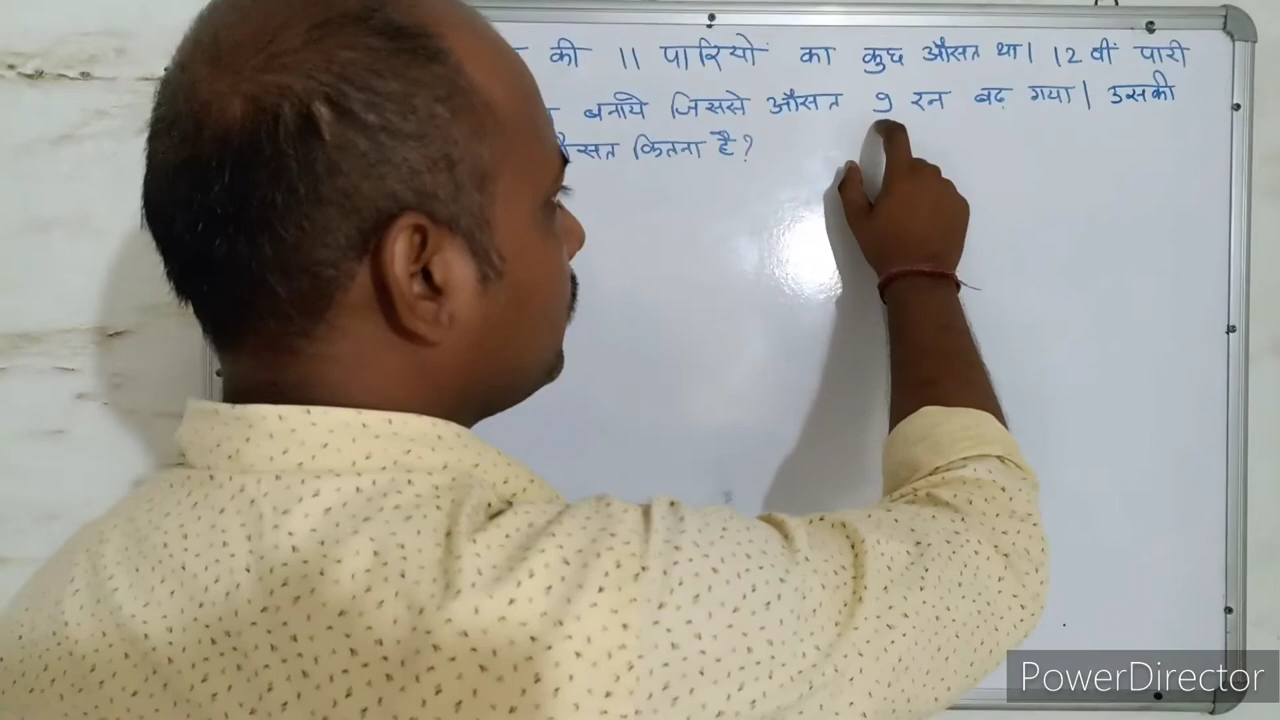 की 11 पारियों का कुछ औसत था। 12 वीं पारी
बनाये जिससे औसत 9 रन बढ़ गया। उसकी
औसत कितना है?
PowerDirector